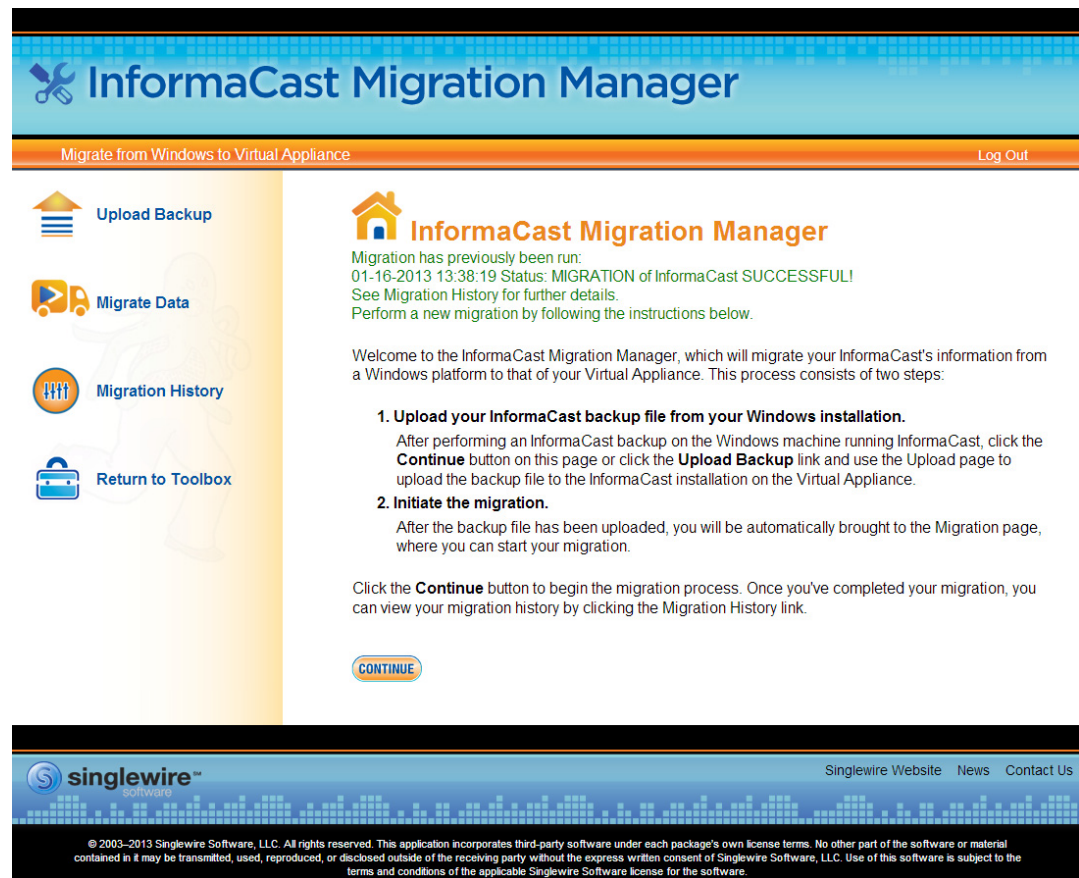 InformaCast Migration Manager
Migrate from Windows to Virtual Appliance
Log Out
Upload Backup
Migrate Data
Migration History
Return to Toolbox
InformaCast Migration Manager
Migration has previously been run:
01-16-2013 13:38:19 Status: MIGRATION of InformaCast SUCCESSFUL!
See Migration History for further details.
Perform a new migration by following the instructions below.
Welcome to the InformaCast Migration Manager, which will migrate your InformaCast's information from
a Windows platform to that of your Virtual Appliance. This process consists of two steps:
1. Upload your InformaCast backup file from your Windows installation.
After performing an InformaCast backup on the Windows machine running InformaCast, click the
Continue button on this page or click the Upload Backup link and use the Upload page to
upload the backup file to the InformaCast installation on the Virtual Appliance.
2. Initiate the migration.
After the backup file has been uploaded, you will be automatically brought to the Migration page,
where you can start your migration.
Click the Continue button to begin the migration process. Once you've completed your migration, you
can view your migration history by clicking the Migration History link.
CONTINUE
singlewire℠
software
Singlewire Website News Contact Us
© 2003–2013 Singlewire Software, LLC. All rights reserved. This application incorporates third-party software under each package's own license terms. No other part of the software or material
contained in it may be transmitted, used, reproduced, or disclosed outside of the receiving party without the express written consent of Singlewire Software, LLC. Use of this software is subject to the
terms and conditions of the applicable Singlewire Software license for the software.